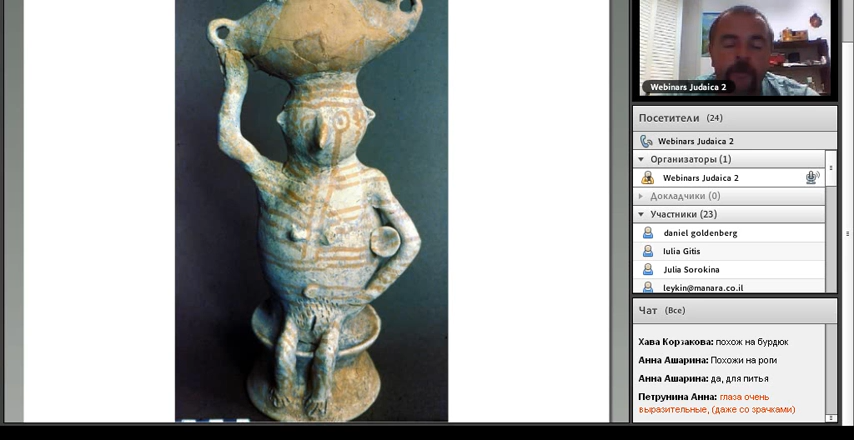 Webinars Judaica 2
Посетители (24)
Webinars Judaica 2
Организаторы (1)
Webinars Judaica 2
Докладчики (0)
Участники (23)
daniel goldenberg
Iulia Gitis
Julia Sorokina
leykin@manara.co.il
Чат (Все)
Хава Корзакова: похож на бурдюк
Анна Ашарина: Похожи на роги
Анна Ашарина: да, для питья
Петрунина Анна: глаза очень
выразительные, (даже со зрачками)